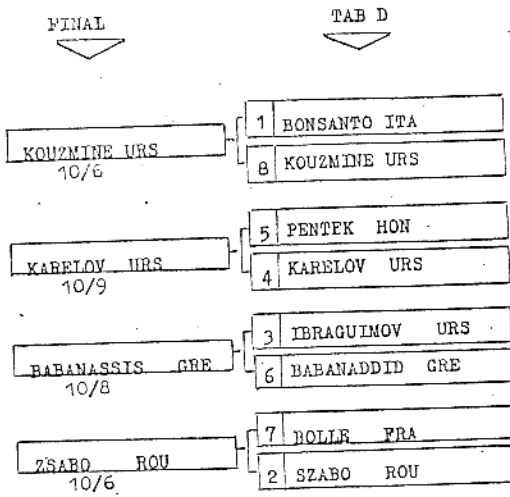 FINAL TAB D
1 BONSANTO ITA
KOUZMINE URS
8 KOUZMINE URS
10/6
5 PENTEK HON
KARELOV URS
4 KARELOV URS
10/9
3 IBRAGUIMOV URS
BABANASSIS GRE
6 BABANADDID GRE
10/8
7 BOLLE FRA
ZSABO ROU
2 SZABO ROU
10/6